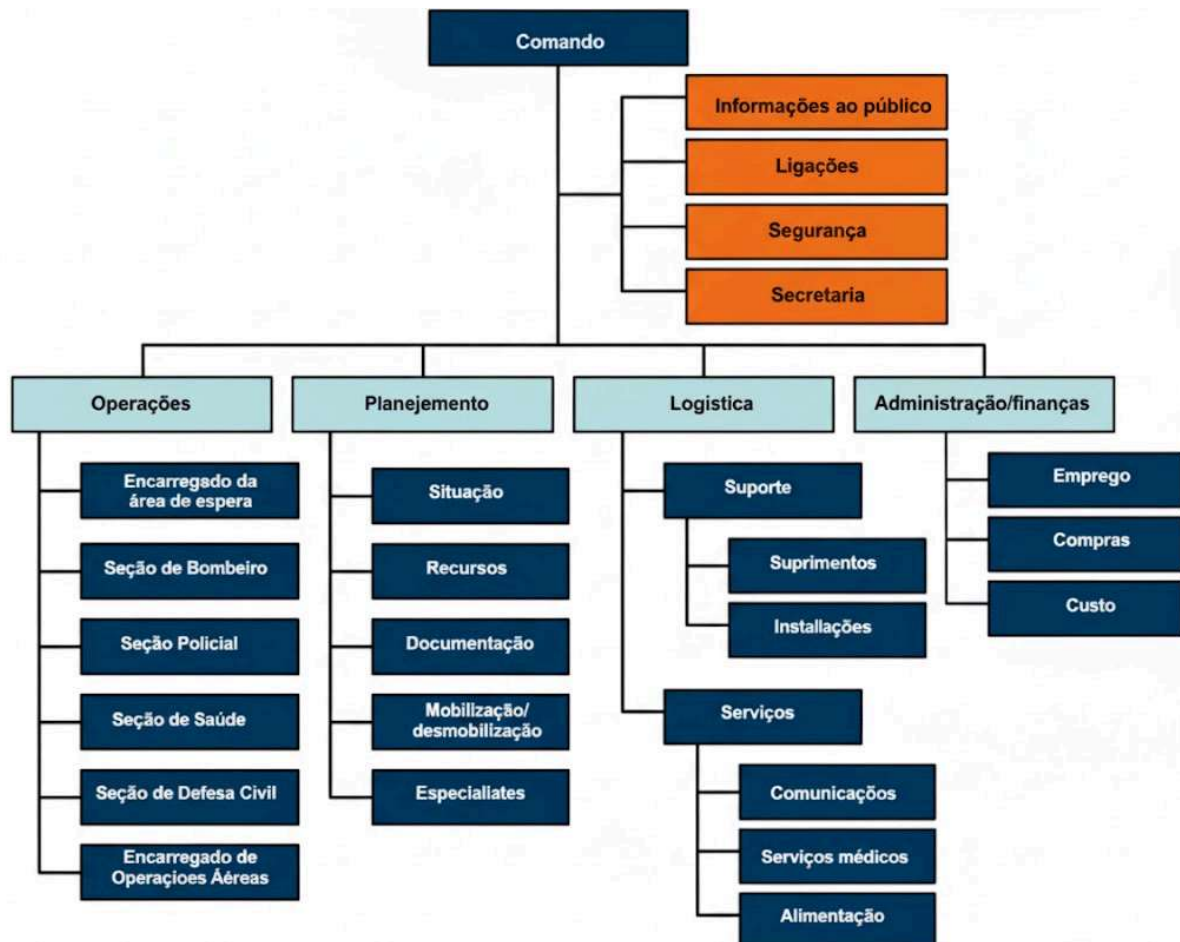 Comando
Informações ao público
Ligações
Segurança
Secretaria
Operações
Planejemento
Logistica
Administração/finanças
Encarregado da
área de espera
Seção de Bombeiro
Seção Policial
Seção de Saúde
Seção de Defesa Civil
Encarregado de
Operaçioes Áéreas
Situação
Recursos
Documentação
Mobilização/
desmobilização
Especialiates
Suporte
Suprimentos
Installações
Serviços
Comunicaçõos
Serviços médicos
Alimentação
Emprego
Compras
Custo